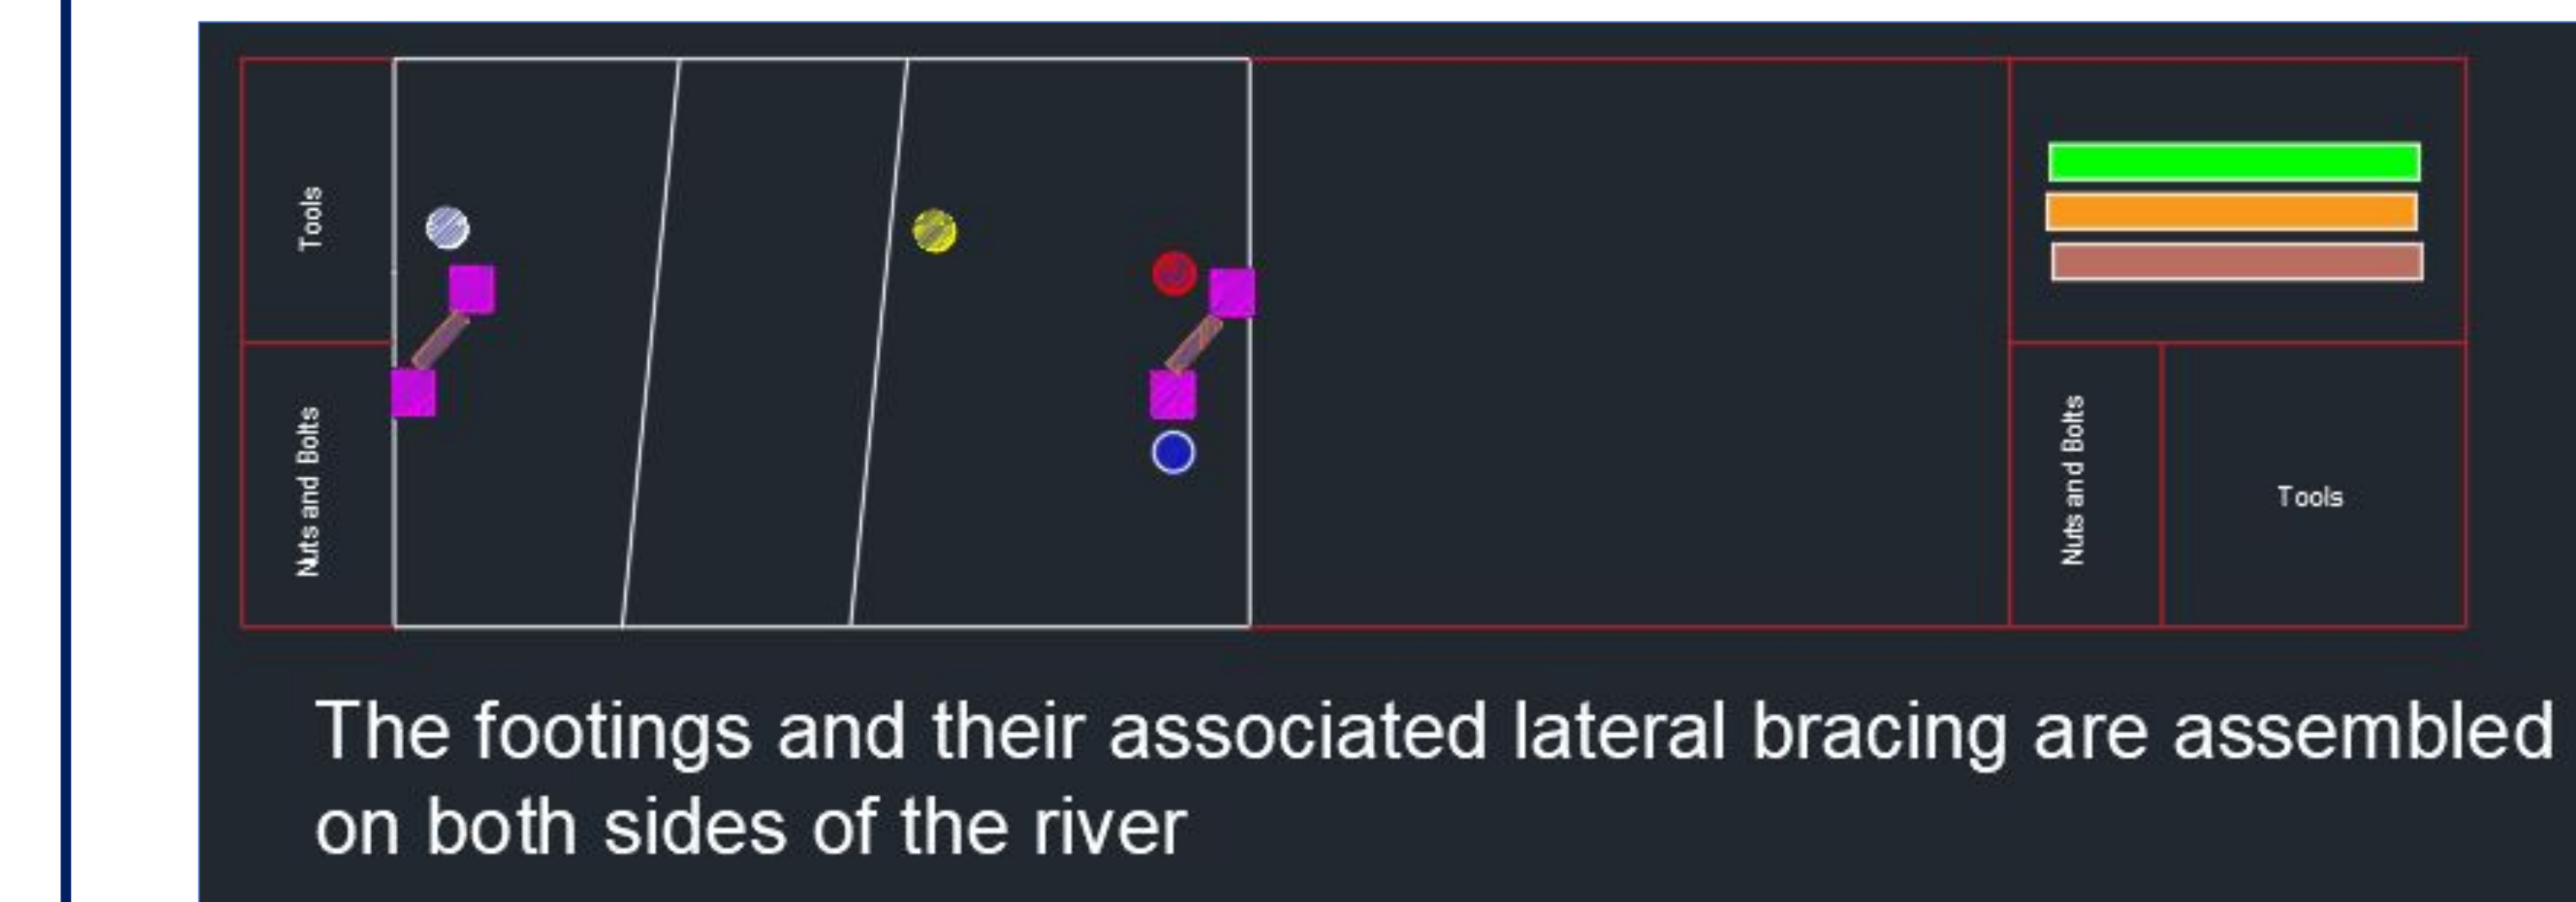 Tools
Nuts and Bolts
Nuts and Bolts
Tools
The footings and their associated lateral bracing are assembled
on both sides of the river